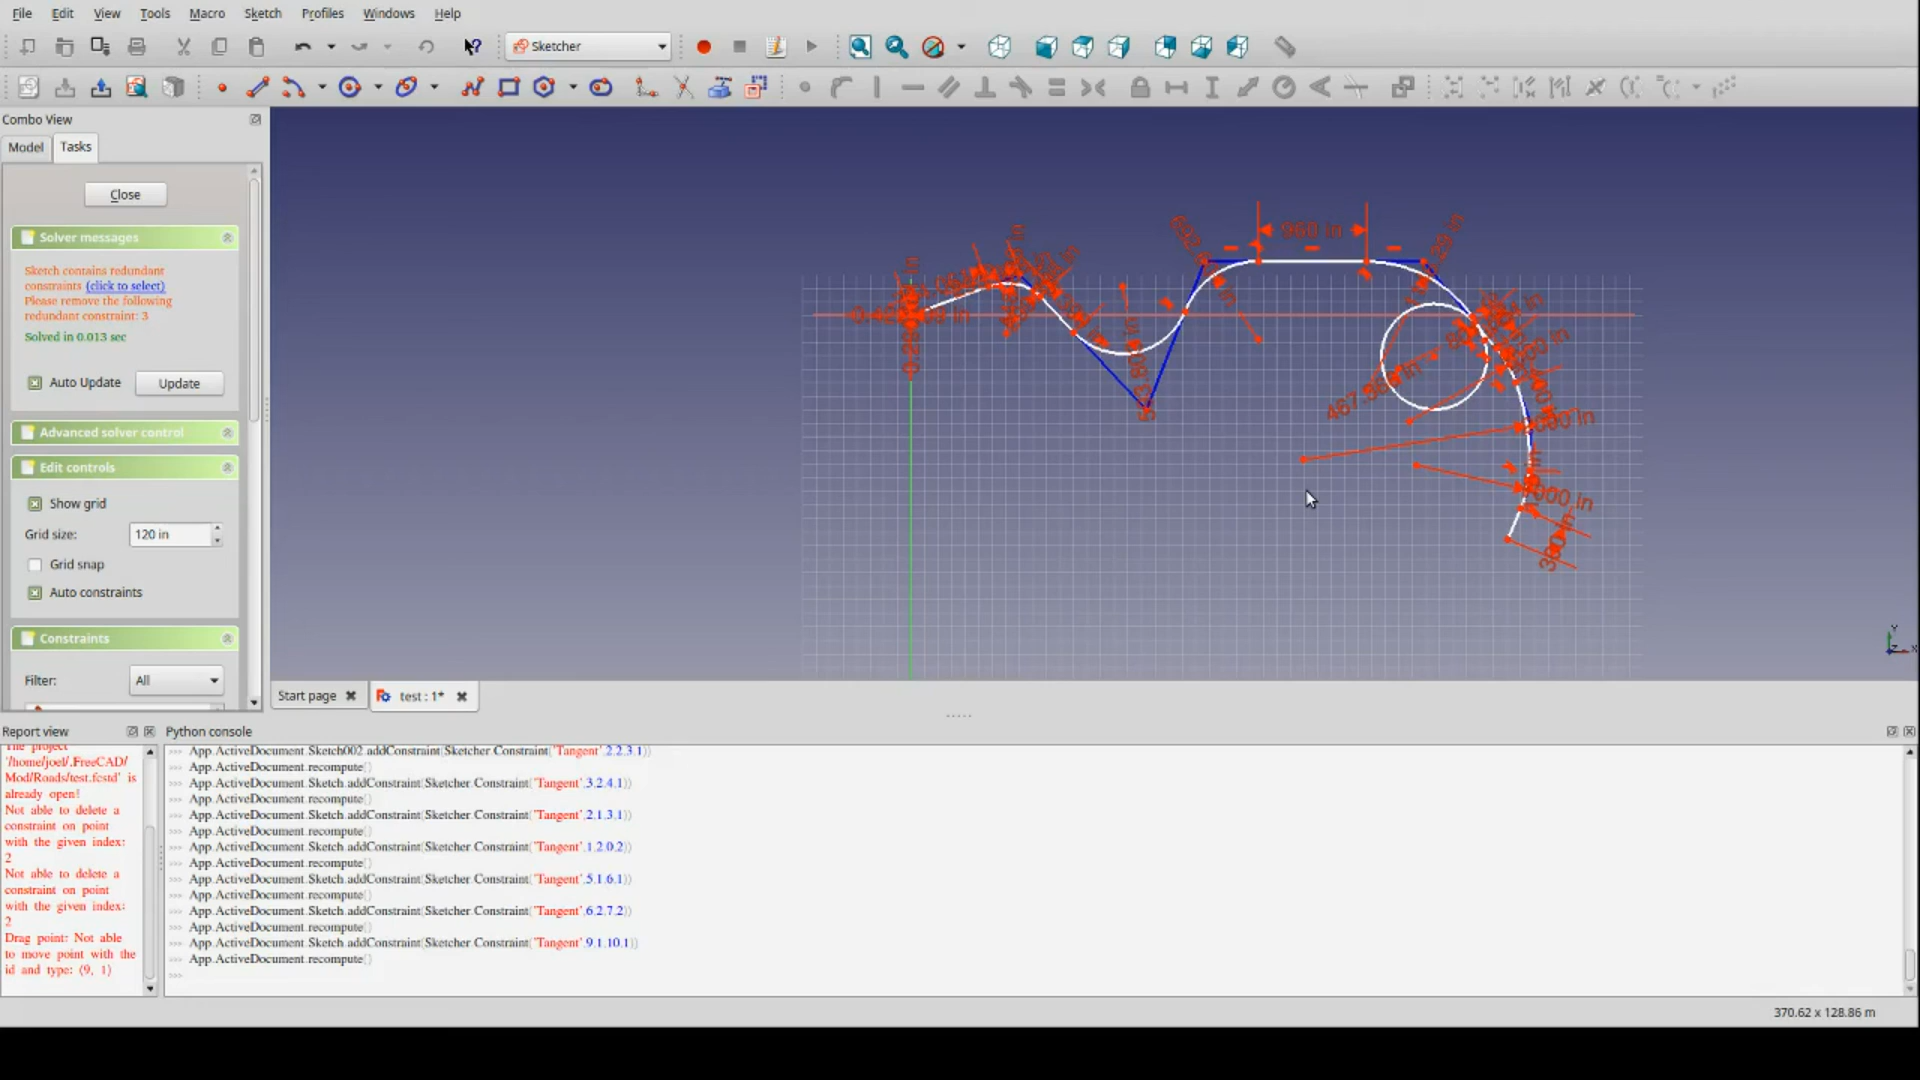 File Edit View Tools Macro Sketch Profiles Windows Help
Sketcher
Combo View
Model Tasks
Close
Solver messages
Sketch contains redundant
constraints (click to select)
Please remove the following
redundant constraint: 3
Solved in 0.013 sec
Auto Update Update
Advanced solver control
Edit controls
Show grid
Grid size: 120 in
Grid snap
Auto constraints
Constraints
Filter: All
960 in
300 in
Y
Start page test : 1*
Report view
The project
'/home/joel/.FreeCAD/
Mod/Roads/test.fcstd' is
already open!
Not able to delete a
constraint on point
with the given index:
2
Not able to delete a
constraint on point
with the given index:
2
Drag point: Not able
to move point with the
id and type: (9, 1)
Python console
>>> App.ActiveDocument.Sketch002.addConstraint(Sketcher.Constraint('Tangent',2,2,3,1))
>>> App.ActiveDocument.recompute()
>>> App.ActiveDocument.Sketch.addConstraint(Sketcher.Constraint('Tangent',3,2,4,1))
>>> App.ActiveDocument.recompute()
>>> App.ActiveDocument.Sketch.addConstraint(Sketcher.Constraint('Tangent',2,1,3,1))
>>> App.ActiveDocument.recompute()
>>> App.ActiveDocument.Sketch.addConstraint(Sketcher.Constraint('Tangent',1,2,0,2))
>>> App.ActiveDocument.recompute()
>>> App.ActiveDocument.Sketch.addConstraint(Sketcher.Constraint('Tangent',5,1,6,1))
>>> App.ActiveDocument.recompute()
>>> App.ActiveDocument.Sketch.addConstraint(Sketcher.Constraint('Tangent',6,2,7,2))
>>> App.ActiveDocument.recompute()
>>> App.ActiveDocument.Sketch.addConstraint(Sketcher.Constraint('Tangent',9,1,10,1))
>>> App.ActiveDocument.recompute()
>>>
370.62 x 128.86 m